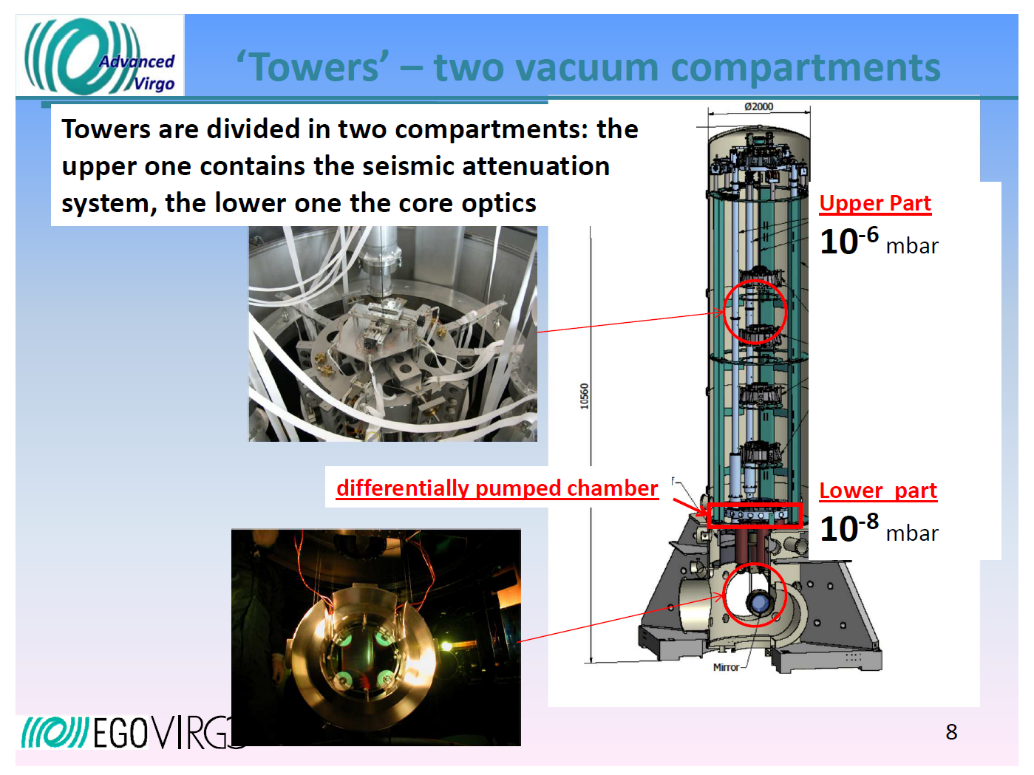 Advanced
Virgo
‘Towers’ – two vacuum compartments
Towers are divided in two compartments: the
upper one contains the seismic attenuation
system, the lower one the core optics
Ø2000
Upper Part
10-6 mbar
10560
differentially pumped chamber
Lower part
10-8 mbar
Mirror
EGO VIRG
8